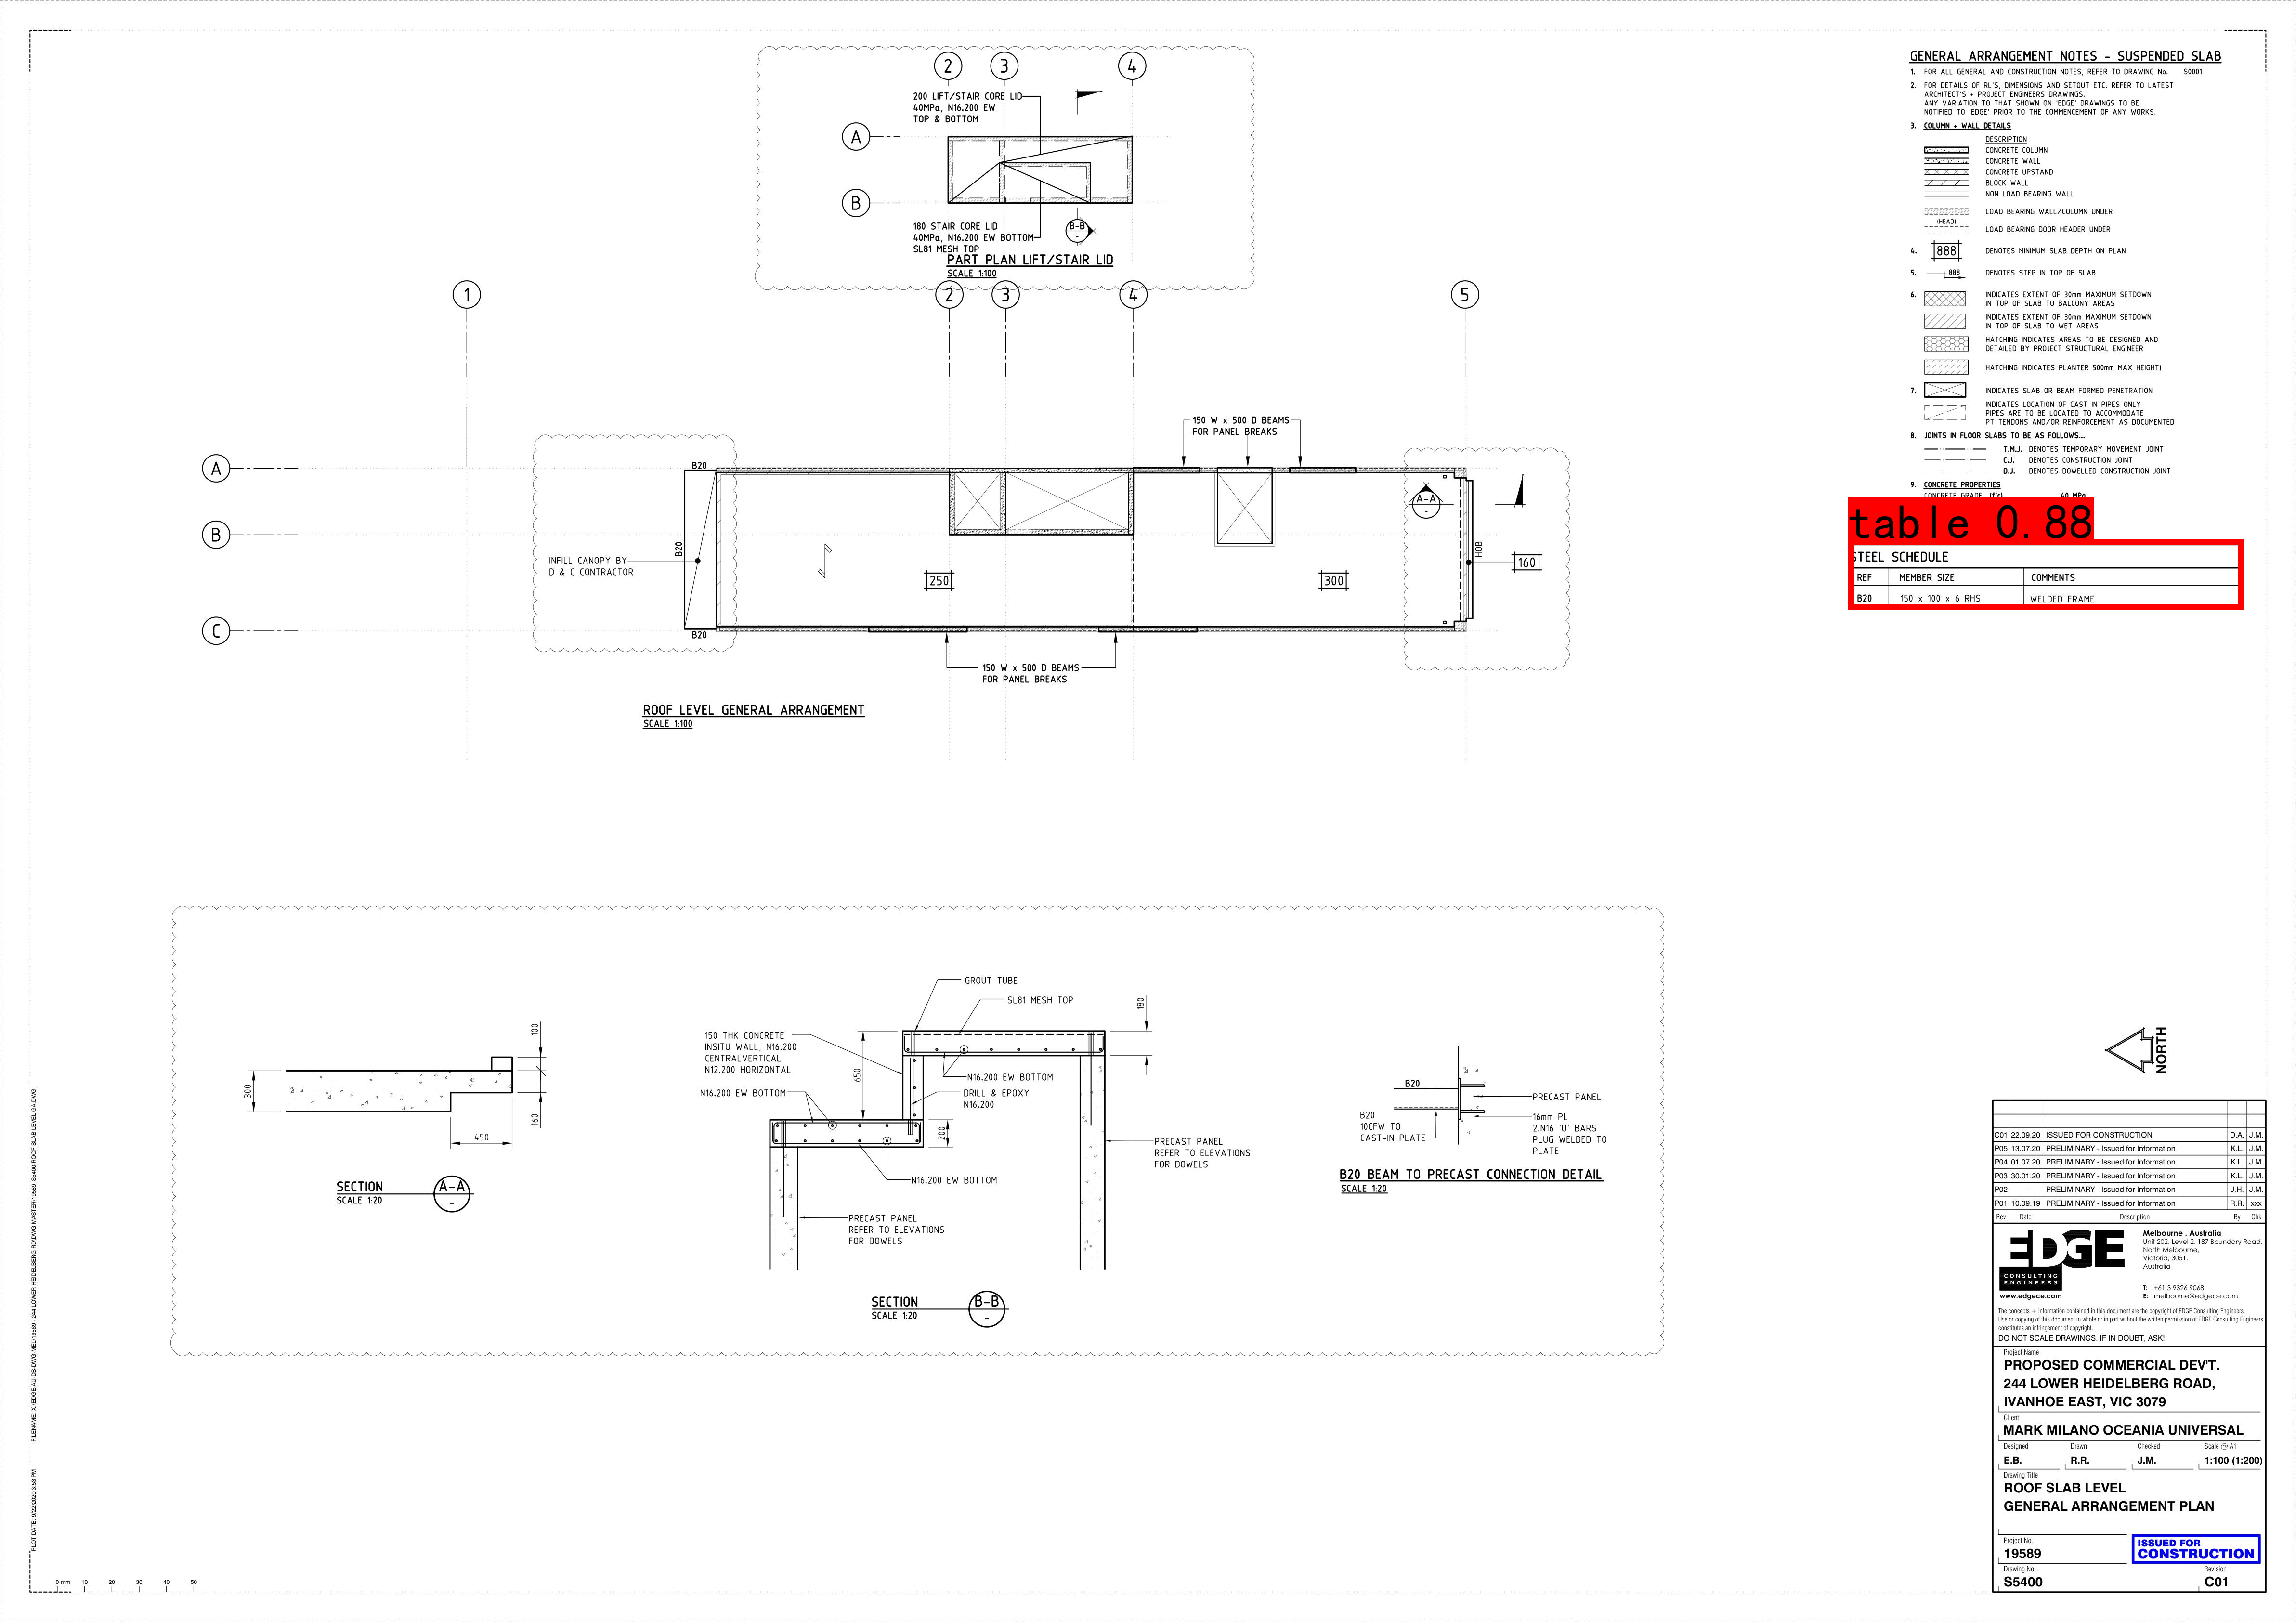 2
3
4
200 LIFT/STAIR CORE LID
40MPa, N16.200 EW
TOP & BOTTOM
A
B
180 STAIR CORE LID
40MPa, N16.200 EW BOTTOM
SL81 MESH TOP
B-B
-
PART PLAN LIFT/STAIR LID
SCALE 1:100
1
2
3
4
5
150 W x 500 D BEAMS
FOR PANEL BREAKS
A
B
C
B20
B20
B20
INFILL CANOPY BY
D & C CONTRACTOR
250
300
A-A
-
HOB
160
150 W x 500 D BEAMS
FOR PANEL BREAKS
ROOF LEVEL GENERAL ARRANGEMENT
SCALE 1:100
GENERAL ARRANGEMENT NOTES - SUSPENDED SLAB
1. FOR ALL GENERAL AND CONSTRUCTION NOTES, REFER TO DRAWING No. S0001
2. FOR DETAILS OF RL'S, DIMENSIONS AND SETOUT ETC. REFER TO LATEST
ARCHITECT'S + PROJECT ENGINEERS DRAWINGS.
ANY VARIATION TO THAT SHOWN ON 'EDGE' DRAWINGS TO BE
NOTIFIED TO 'EDGE' PRIOR TO THE COMMENCEMENT OF ANY WORKS.
3. COLUMN + WALL DETAILS
DESCRIPTION
CONCRETE COLUMN
CONCRETE WALL
CONCRETE UPSTAND
BLOCK WALL
NON LOAD BEARING WALL
LOAD BEARING WALL/COLUMN UNDER
(HEAD)
LOAD BEARING DOOR HEADER UNDER
4. 888 DENOTES MINIMUM SLAB DEPTH ON PLAN
5. 888 DENOTES STEP IN TOP OF SLAB
6. INDICATES EXTENT OF 30mm MAXIMUM SETDOWN
IN TOP OF SLAB TO BALCONY AREAS
INDICATES EXTENT OF 30mm MAXIMUM SETDOWN
IN TOP OF SLAB TO WET AREAS
HATCHING INDICATES AREAS TO BE DESIGNED AND
DETAILED BY PROJECT STRUCTURAL ENGINEER
HATCHING INDICATES PLANTER 500mm MAX HEIGHT)
7. INDICATES SLAB OR BEAM FORMED PENETRATION
INDICATES LOCATION OF CAST IN PIPES ONLY
PIPES ARE TO BE LOCATED TO ACCOMMODATE
PT TENDONS AND/OR REINFORCEMENT AS DOCUMENTED
8. JOINTS IN FLOOR SLABS TO BE AS FOLLOWS...
T.M.J. DENOTES TEMPORARY MOVEMENT JOINT
C.J. DENOTES CONSTRUCTION JOINT
D.J. DENOTES DOWELLED CONSTRUCTION JOINT
9. CONCRETE PROPERTIES
CONCRETE GRADE (f'c) 40 MPa
table 0.88
STEEL SCHEDULE
REF MEMBER SIZE COMMENTS
B20 150 x 100 x 6 RHS WELDED FRAME
300
100
160
450
SECTION A-A
SCALE 1:20 -
GROUT TUBE
SL81 MESH TOP
180
150 THK CONCRETE
INSITU WALL, N16.200
CENTRALVERTICAL
N12.200 HORIZONTAL
650
N16.200 EW BOTTOM
N16.200 EW BOTTOM
DRILL & EPOXY
N16.200
200
PRECAST PANEL
REFER TO ELEVATIONS
FOR DOWELS
N16.200 EW BOTTOM
PRECAST PANEL
REFER TO ELEVATIONS
FOR DOWELS
SECTION B-B
SCALE 1:20 -
B20
PRECAST PANEL
B20
10CFW TO
CAST-IN PLATE
16mm PL
2.N16 'U' BARS
PLUG WELDED TO
PLATE
B20 BEAM TO PRECAST CONNECTION DETAIL
SCALE 1:20
NORTH
C01 22.09.20 ISSUED FOR CONSTRUCTION D.A. J.M.
P05 13.07.20 PRELIMINARY - Issued for Information K.L. J.M.
P04 01.07.20 PRELIMINARY - Issued for Information K.L. J.M.
P03 30.01.20 PRELIMINARY - Issued for Information K.L. J.M.
P02 - PRELIMINARY - Issued for Information J.H. J.M.
P01 10.09.19 PRELIMINARY - Issued for Information R.R. xxx
Rev Date Description By Chk
EDGE
CONSULTING
ENGINEERS
www.edgece.com
Melbourne . Australia
Unit 202, Level 2, 187 Boundary Road,
North Melbourne,
Victoria, 3051,
Australia
T: +61 3 9326 9068
E: melbourne@edgece.com
The concepts + information contained in this document are the copyright of EDGE Consulting Engineers.
Use or copying of this document in whole or in part without the written permission of EDGE Consulting Engineers
constitutes an infringement of copyright.
DO NOT SCALE DRAWINGS. IF IN DOUBT, ASK!
Project Name
PROPOSED COMMERCIAL DEV'T.
244 LOWER HEIDELBERG ROAD,
IVANHOE EAST, VIC 3079
Client
MARK MILANO OCEANIA UNIVERSAL
Designed Drawn Checked Scale @ A1
E.B. R.R. J.M. 1:100 (1:200)
Drawing Title
ROOF SLAB LEVEL
GENERAL ARRANGEMENT PLAN
Project No.
19589
ISSUED FOR
CONSTRUCTION
Drawing No. Revision
S5400 C01
PLOT DATE: 9/22/2020 3:53 PM FILENAME: X:\EDGE-AU-DB-DWG-MEL\19589 - 244 LOWER HEIDELBERG RD\DWG MASTER\19589_S5400-ROOF SLAB LEVEL GA.DWG
0 mm 10 20 30 40 50